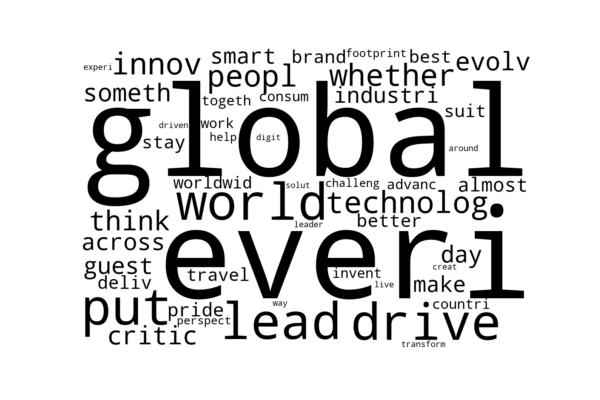 smart brand footprint best
experi innov peopl whether evolv
someth togeth consum industri
global
driven work help digit suit
stay around
worldwid solut challeng advanc almost
world technolog
think leader better
across everi day
guest travel invent creat
deliv live make
put pride way countri
perspect lead drive
critic transform